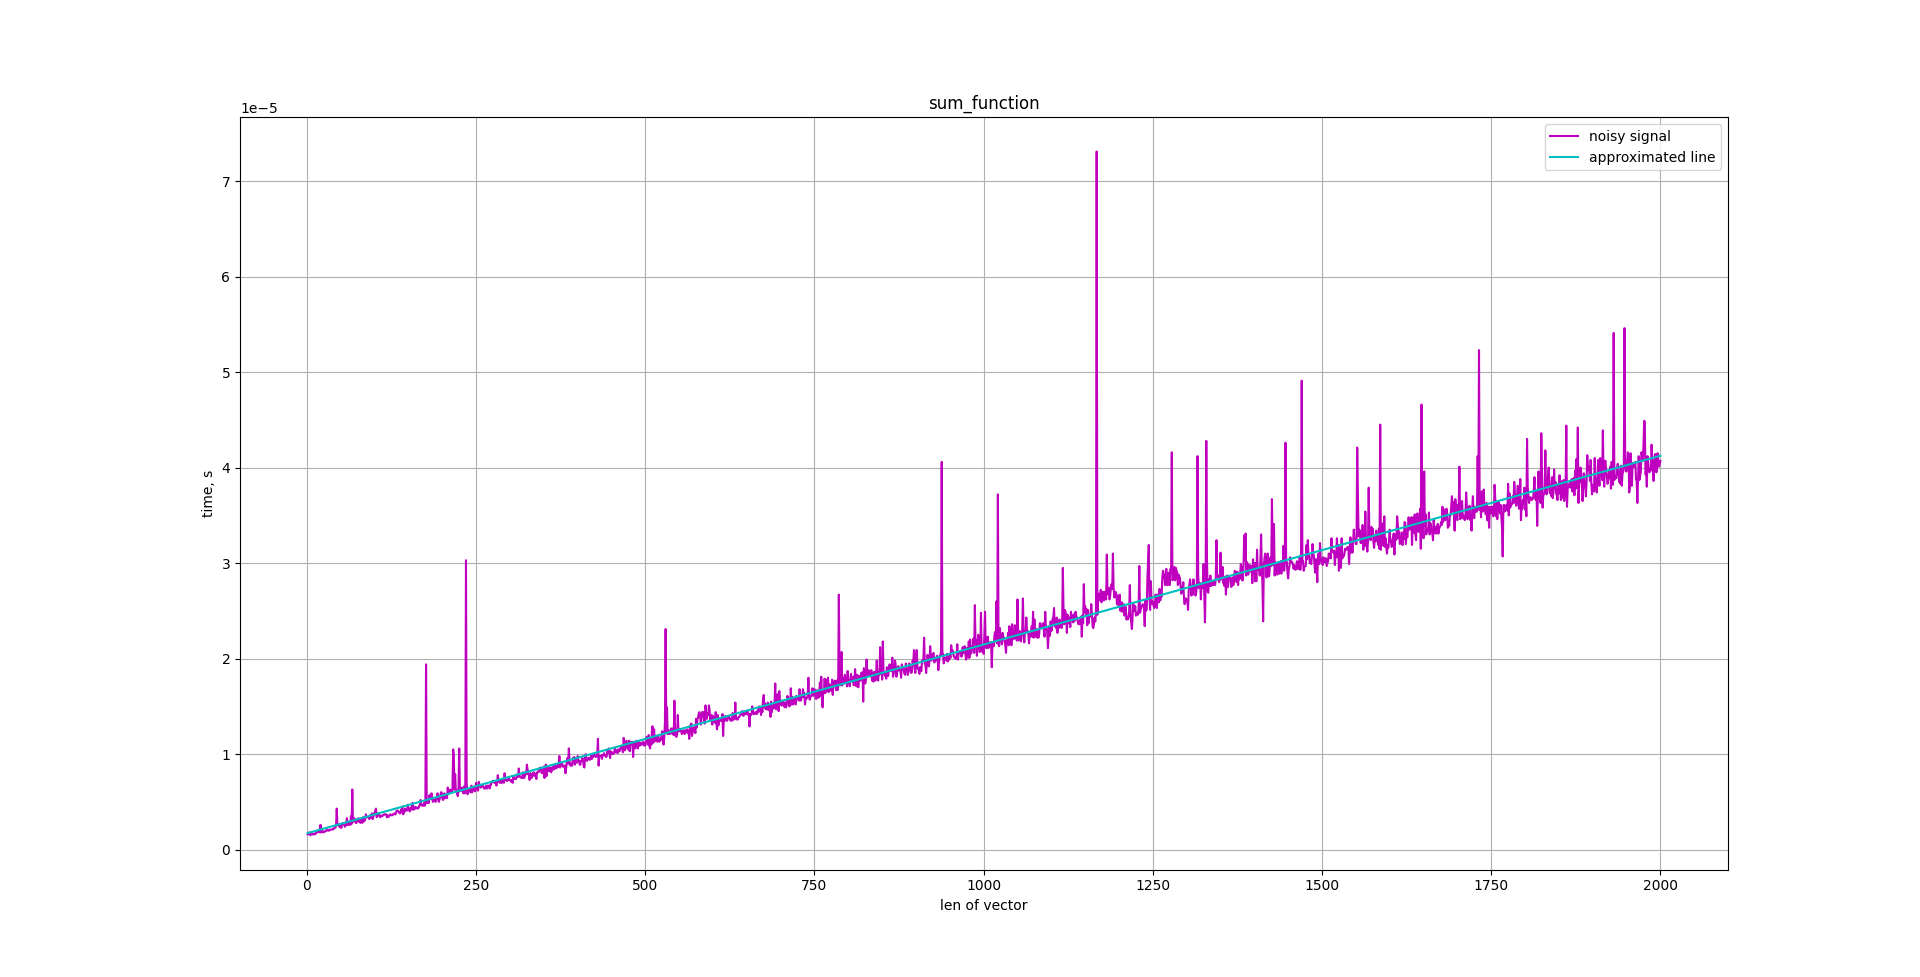 sum_function
1e−5
noisy signal
approximated line
7
6
5
4
3
2
1
0
time, s
0 250 500 750 1000 1250 1500 1750 2000
len of vector